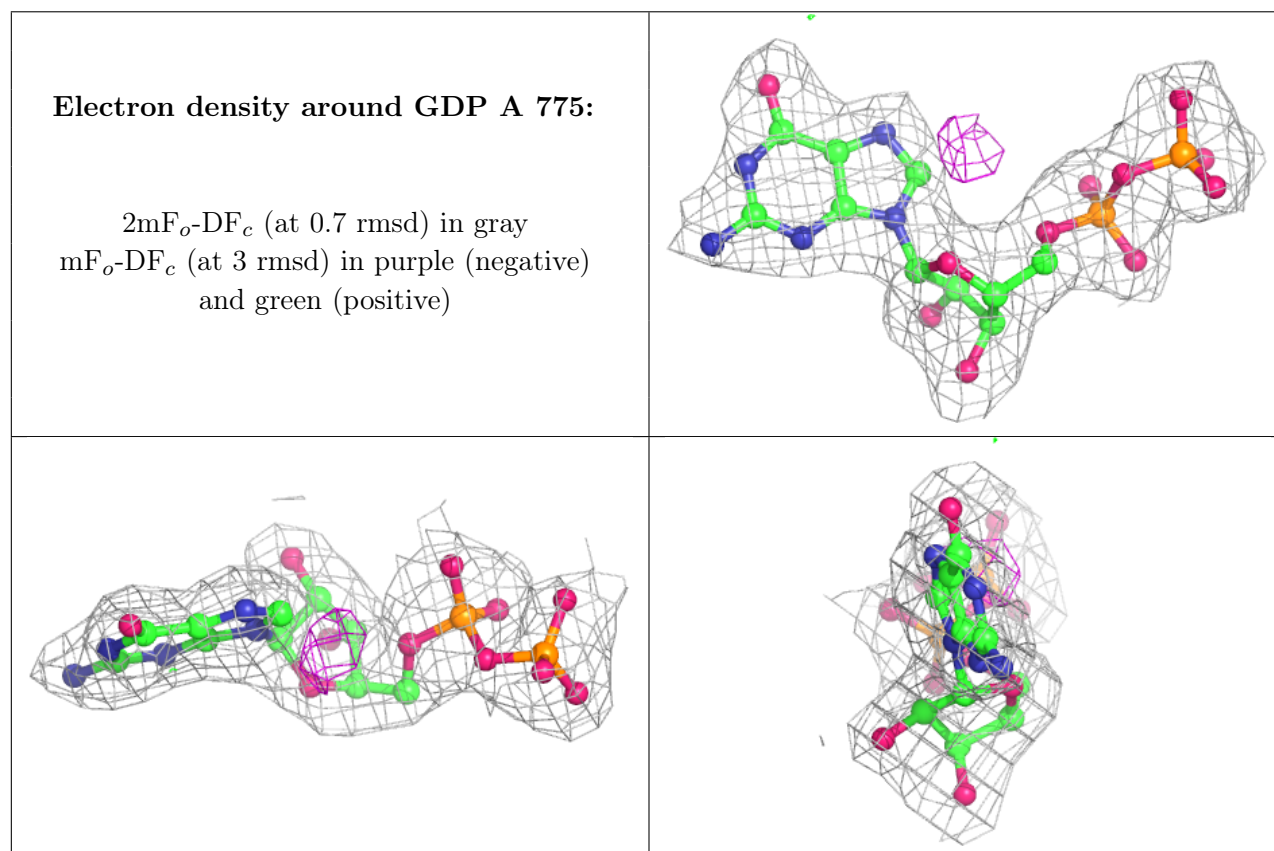 Electron density around GDP A 775:
2mFₒ-DF𝒸 (at 0.7 rmsd) in gray
mFₒ-DF𝒸 (at 3 rmsd) in purple (negative)
and green (positive)